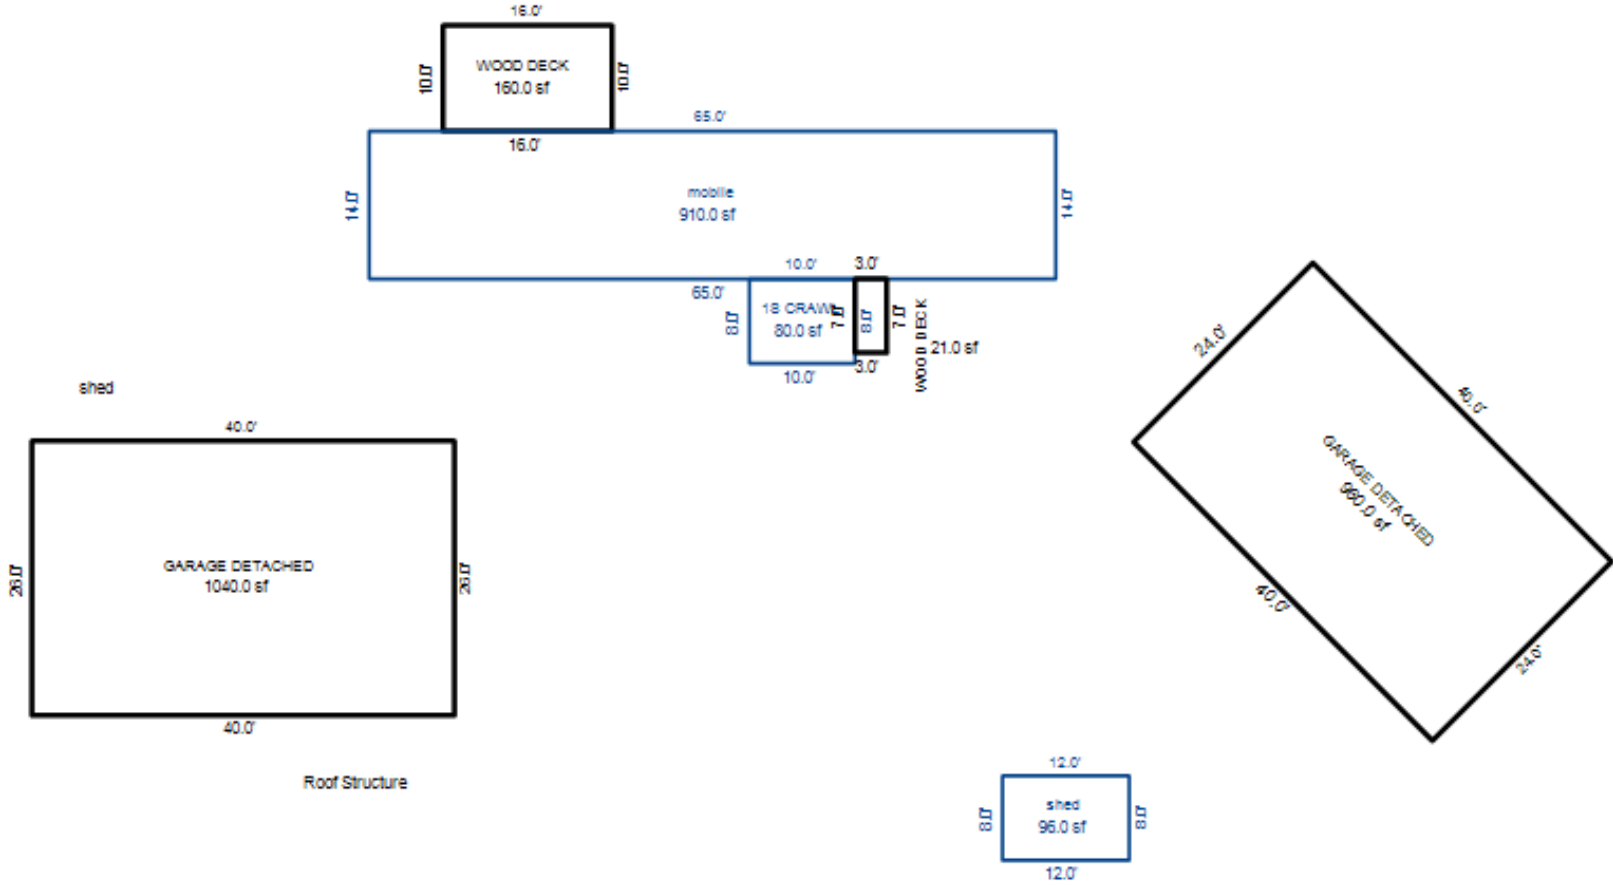 16.0'
WOOD DECK
160.0 sf
10.0'
10.0'
16.0'
65.0'
14.0'
mobile
910.0 sf
14.0'
65.0'
10.0'
3.0'
8.0'
1S CRAWL
80.0 sf
7.0'
8.0'
7.0'
WOOD DECK
21.0 sf
10.0'
3.0'
shed
40.0'
26.0'
GARAGE DETACHED
1040.0 sf
26.0'
40.0'
Roof Structure
24.0'
40.0'
GARAGE DETACHED
960.0 sf
40.0'
24.0'
12.0'
8.0'
shed
96.0 sf
8.0'
12.0'